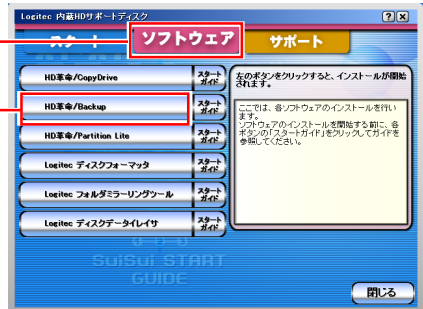 Logitec 内蔵HDサポートディスク
スタート
ソフトウェア
サポート
HD革命/CopyDrive
スタートガイド
HD革命/Backup
スタートガイド
HD革命/Partition Lite
スタートガイド
Logitec ディスクフォーマッタ
スタートガイド
Logitec フォルダミラーリングツール
スタートガイド
Logitec ディスクデータイレイサ
スタートガイド
左のボタンをクリックすると、インストールが開始
されます。
ここでは、各ソフトウェアのインストールを行い
ます。
ソフトウェアのインストールを開始する前に、各
ボタンの「スタートガイド」をクリックしてガイドを
参照してください。
SuiSui START
GUIDE
閉じる